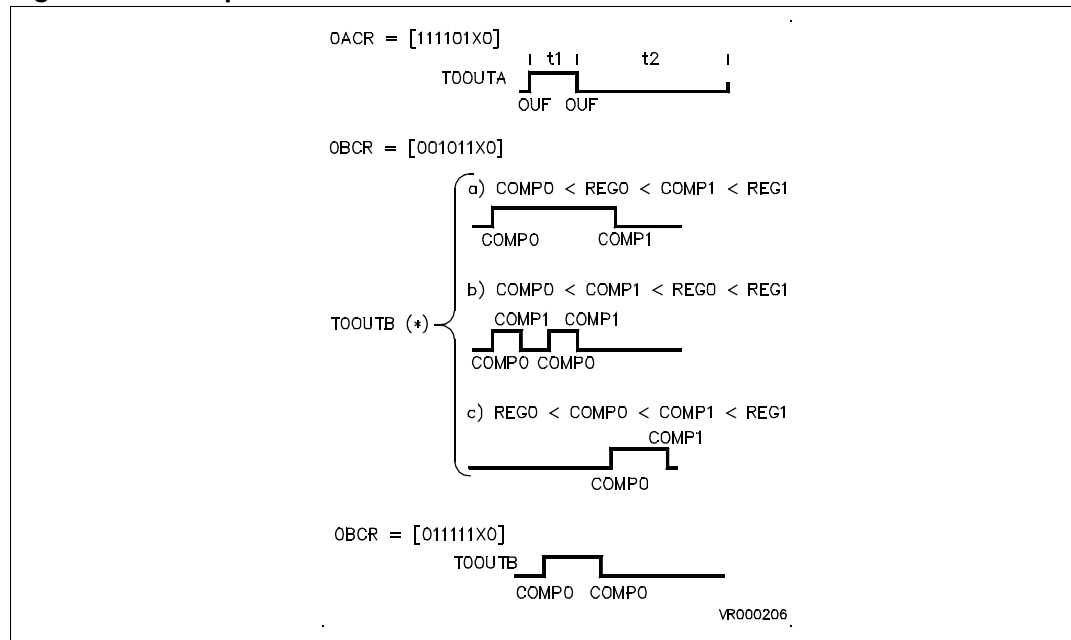 OACR = [111101X0]
t1 t2
TOOUTA
OUF OUF
OBCR = [001011X0]
a) COMP0 < REG0 < COMP1 < REG1
COMP0 COMP1
b) COMP0 < COMP1 < REG0 < REG1
TOOUTB (*)
COMP1 COMP1
COMP0 COMP0
c) REG0 < COMP0 < COMP1 < REG1
COMP1
COMP0
OBCR = [011111X0]
TOOUTB
COMP0 COMP0
VR000206